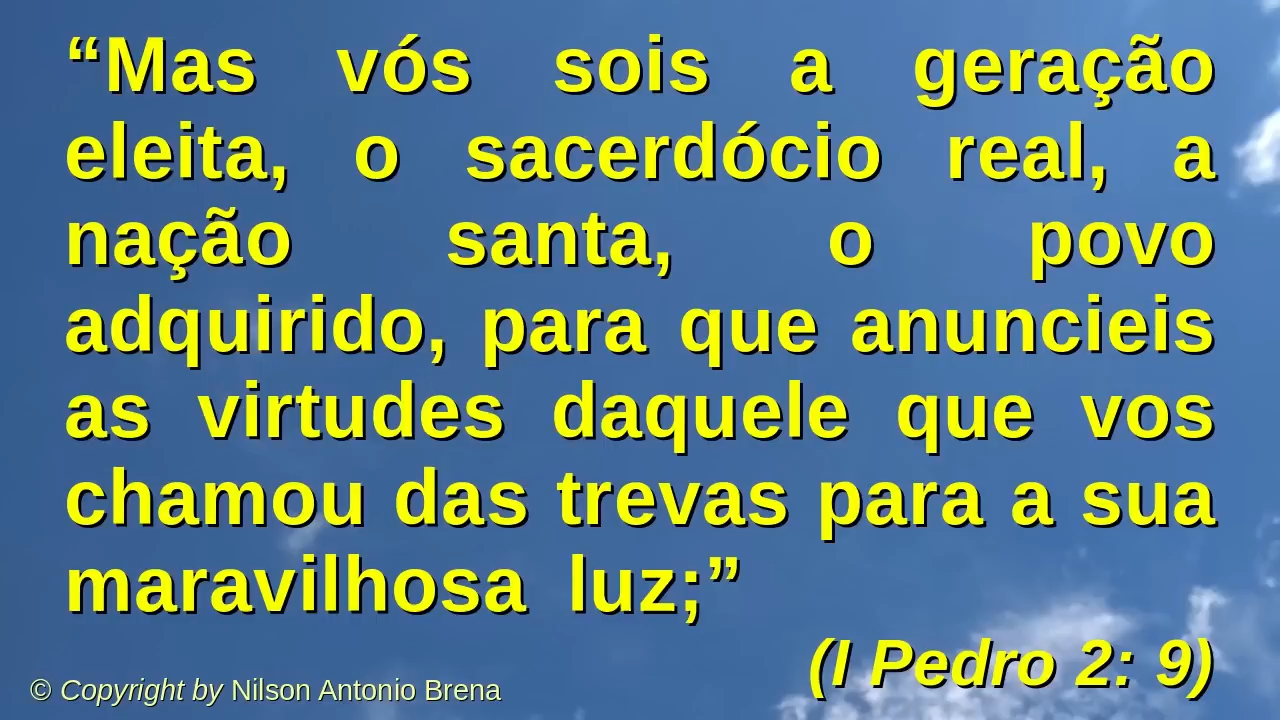 “Mas vós sois a geração
eleita, o sacerdócio real, a
nação santa, o povo
adquirido, para que anuncieis
as virtudes daquele que vos
chamou das trevas para a sua
maravilhosa luz;”
(I Pedro 2: 9)
© Copyright by Nilson Antonio Brena